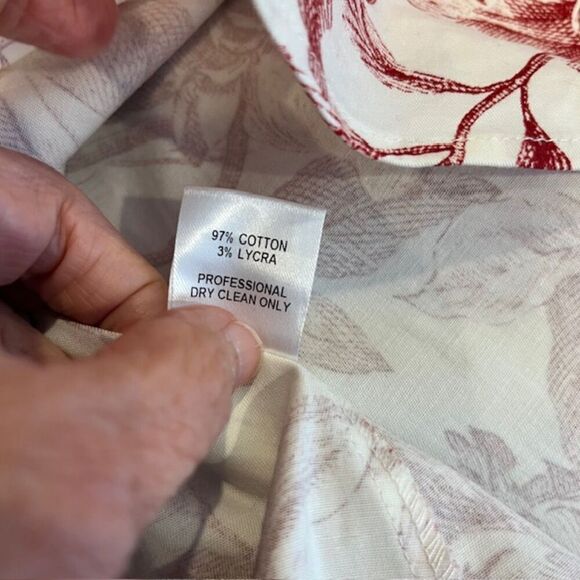 97% COTTON
3% LYCRA
PROFESSIONAL
DRY CLEAN ONLY